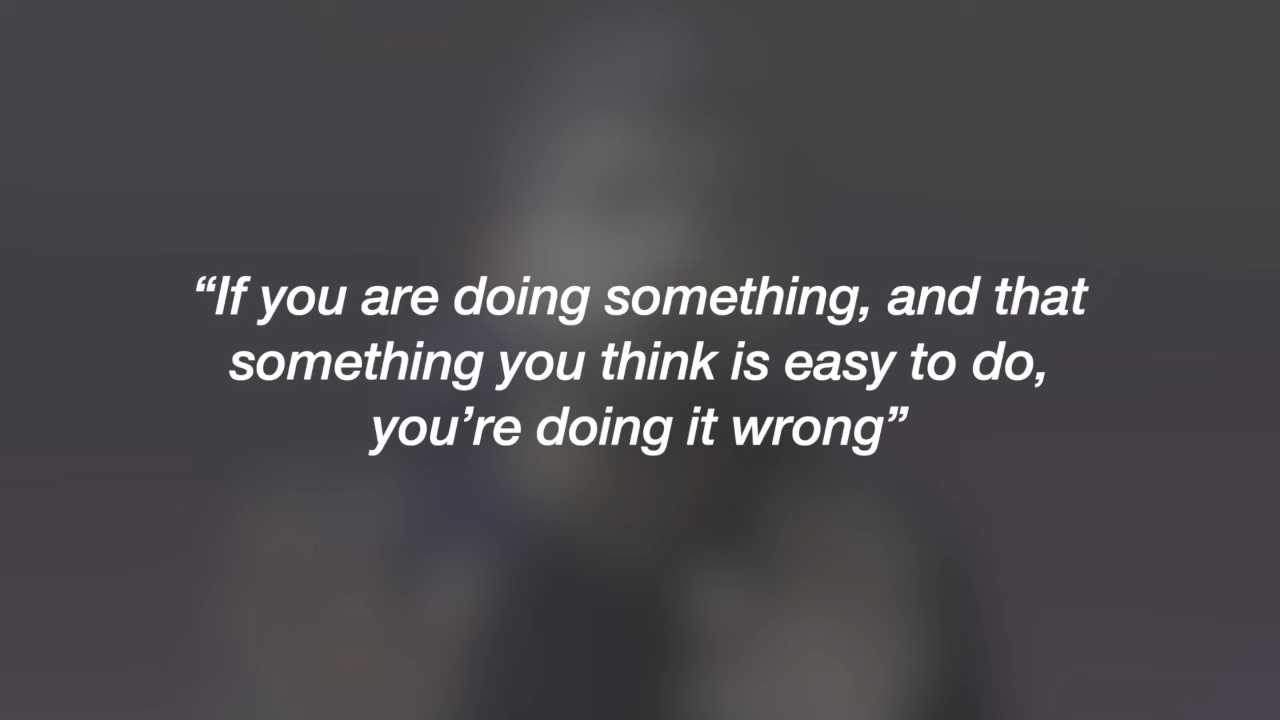 “If you are doing something, and that
something you think is easy to do,
you’re doing it wrong”